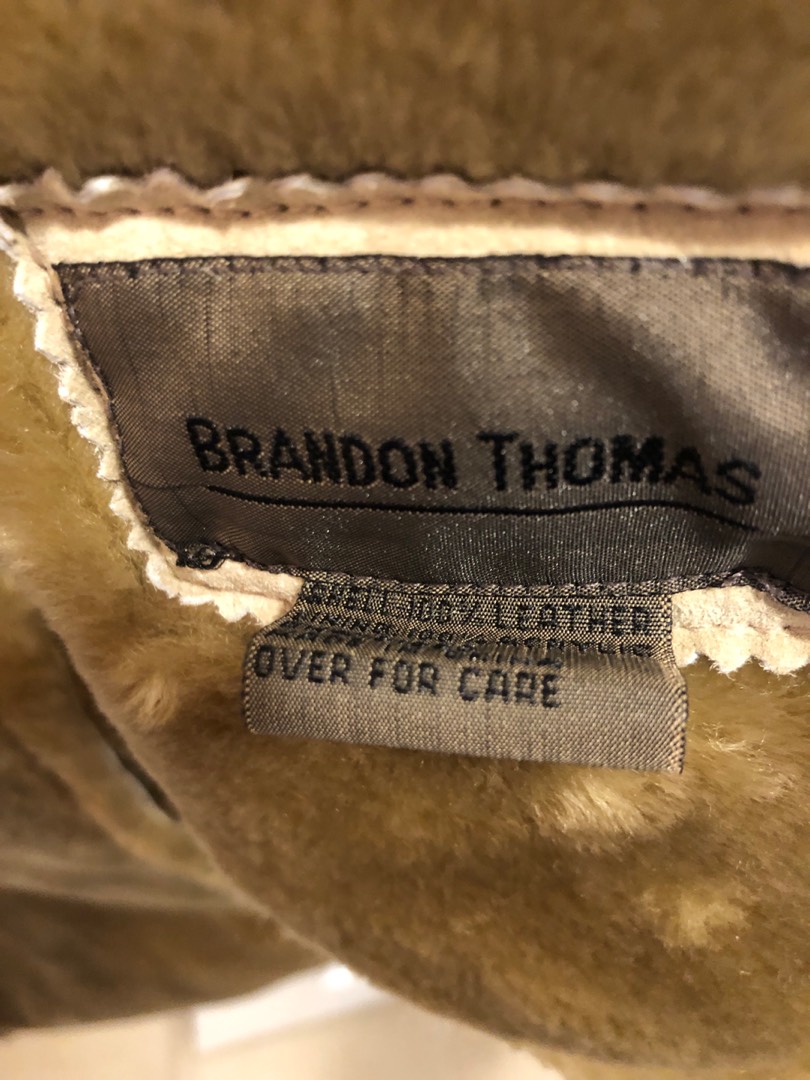 BRANDON THOMAS
SHELL 100% LEATHER
OVER FOR CARE